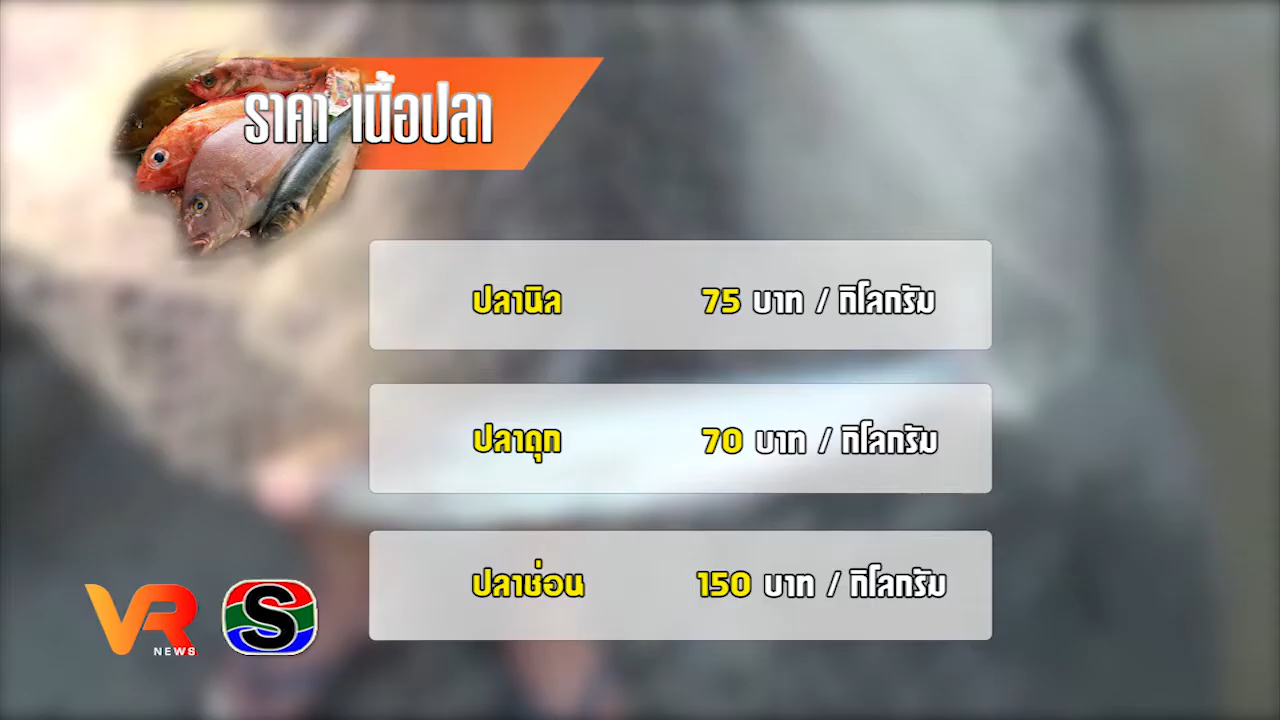 ราคา เนื้อปลา
ปลานิล 75 บาท / กิโลกรัม
ปลาดุก 70 บาท / กิโลกรัม
ปลาช่อน 150 บาท / กิโลกรัม
VR NEWS
S